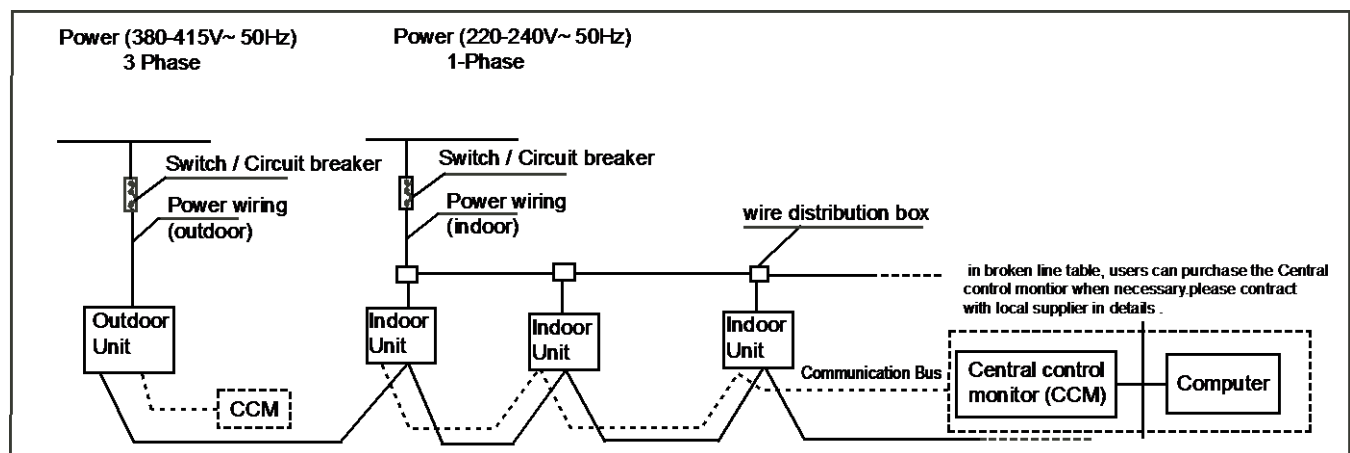 Power (380-415V~ 50Hz)
3 Phase
Power (220-240V~ 50Hz)
1-Phase
Switch / Circuit breaker
Power wiring
(outdoor)
Switch / Circuit breaker
Power wiring
(indoor)
wire distribution box
in broken line table, users can purchase the Central
control montior when necessary.please contract
with local supplier in details .
Outdoor
Unit
Indoor
Unit
Indoor
Unit
Indoor
Unit
Communication Bus
Central control
monitor (CCM)
Computer
CCM